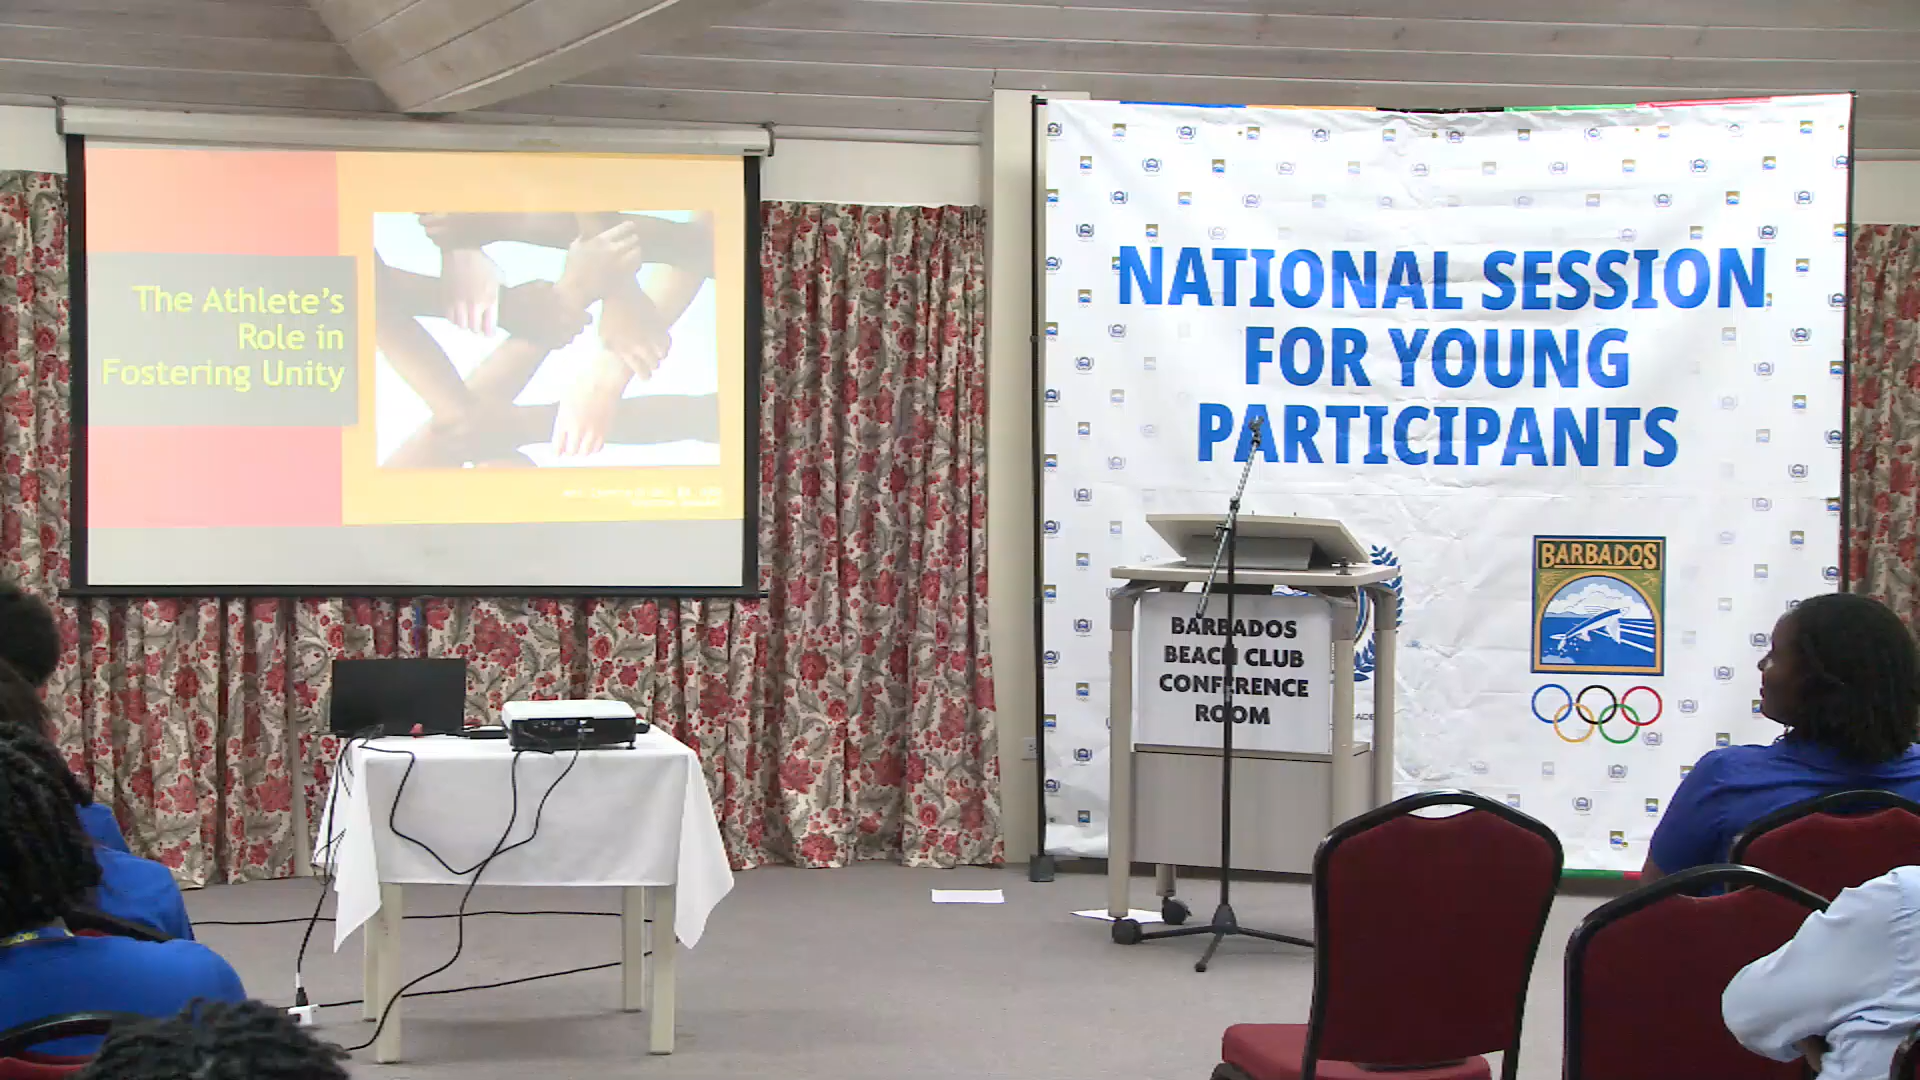 The Athlete's
Role in
Fostering Unity
NATIONAL SESSION
FOR YOUNG
PARTICIPANTS
BARBADOS
BARBADOS
BEACH CLUB
CONFERENCE
ROOM